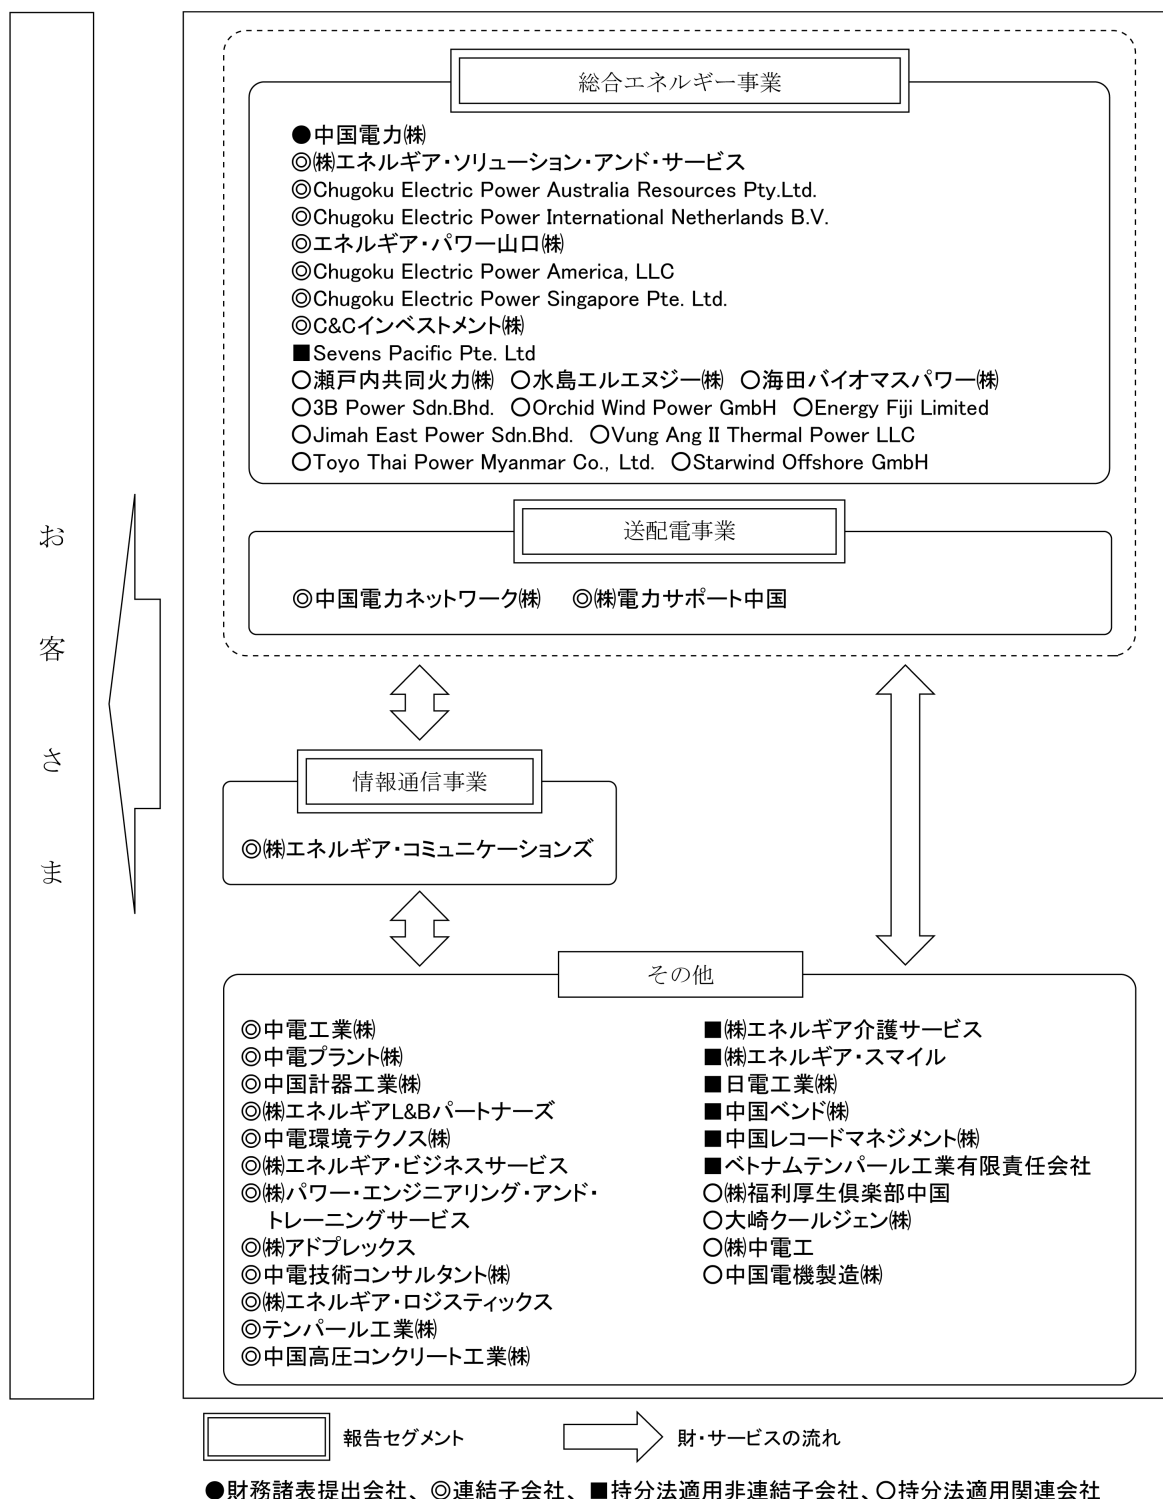 お客さま
総合エネルギー事業
●中国電力㈱
◎㈱エネルギア・ソリューション・アンド・サービス
◎Chugoku Electric Power Australia Resources Pty.Ltd.
◎Chugoku Electric Power International Netherlands B.V.
◎エネルギア・パワー山口㈱
◎Chugoku Electric Power America, LLC
◎Chugoku Electric Power Singapore Pte. Ltd.
◎C&Cインベストメント㈱
■Sevens Pacific Pte. Ltd
○瀬戸内共同火力㈱ ○水島エルエヌジー㈱ ○海田バイオマスパワー㈱
○3B Power Sdn.Bhd. ○Orchid Wind Power GmbH ○Energy Fiji Limited
○Jimah East Power Sdn.Bhd. ○Vung Ang II Thermal Power LLC
○Toyo Thai Power Myanmar Co., Ltd. ○Starwind Offshore GmbH
送配電事業
◎中国電力ネットワーク㈱ ◎㈱電力サポート中国
情報通信事業
◎㈱エネルギア・コミュニケーションズ
その他
◎中電工業㈱
◎中電プラント㈱
◎中国計器工業㈱
◎㈱エネルギアL&Bパートナーズ
◎中電環境テクノス㈱
◎㈱エネルギア・ビジネスサービス
◎㈱パワー・エンジニアリング・アンド・
トレーニングサービス
◎㈱アドプレックス
◎中電技術コンサルタント㈱
◎㈱エネルギア・ロジスティックス
◎テンパール工業㈱
◎中国高圧コンクリート工業㈱
■㈱エネルギア介護サービス
■㈱エネルギア・スマイル
■日電工業㈱
■中国ベンド㈱
■中国レコードマネジメント㈱
■ベトナムテンパール工業有限責任会社
○㈱福利厚生倶楽部中国
○大崎クールジェン㈱
○㈱中電工
○中国電機製造㈱
報告セグメント
財・サービスの流れ
●財務諸表提出会社、◎連結子会社、■持分法適用非連結子会社、○持分法適用関連会社